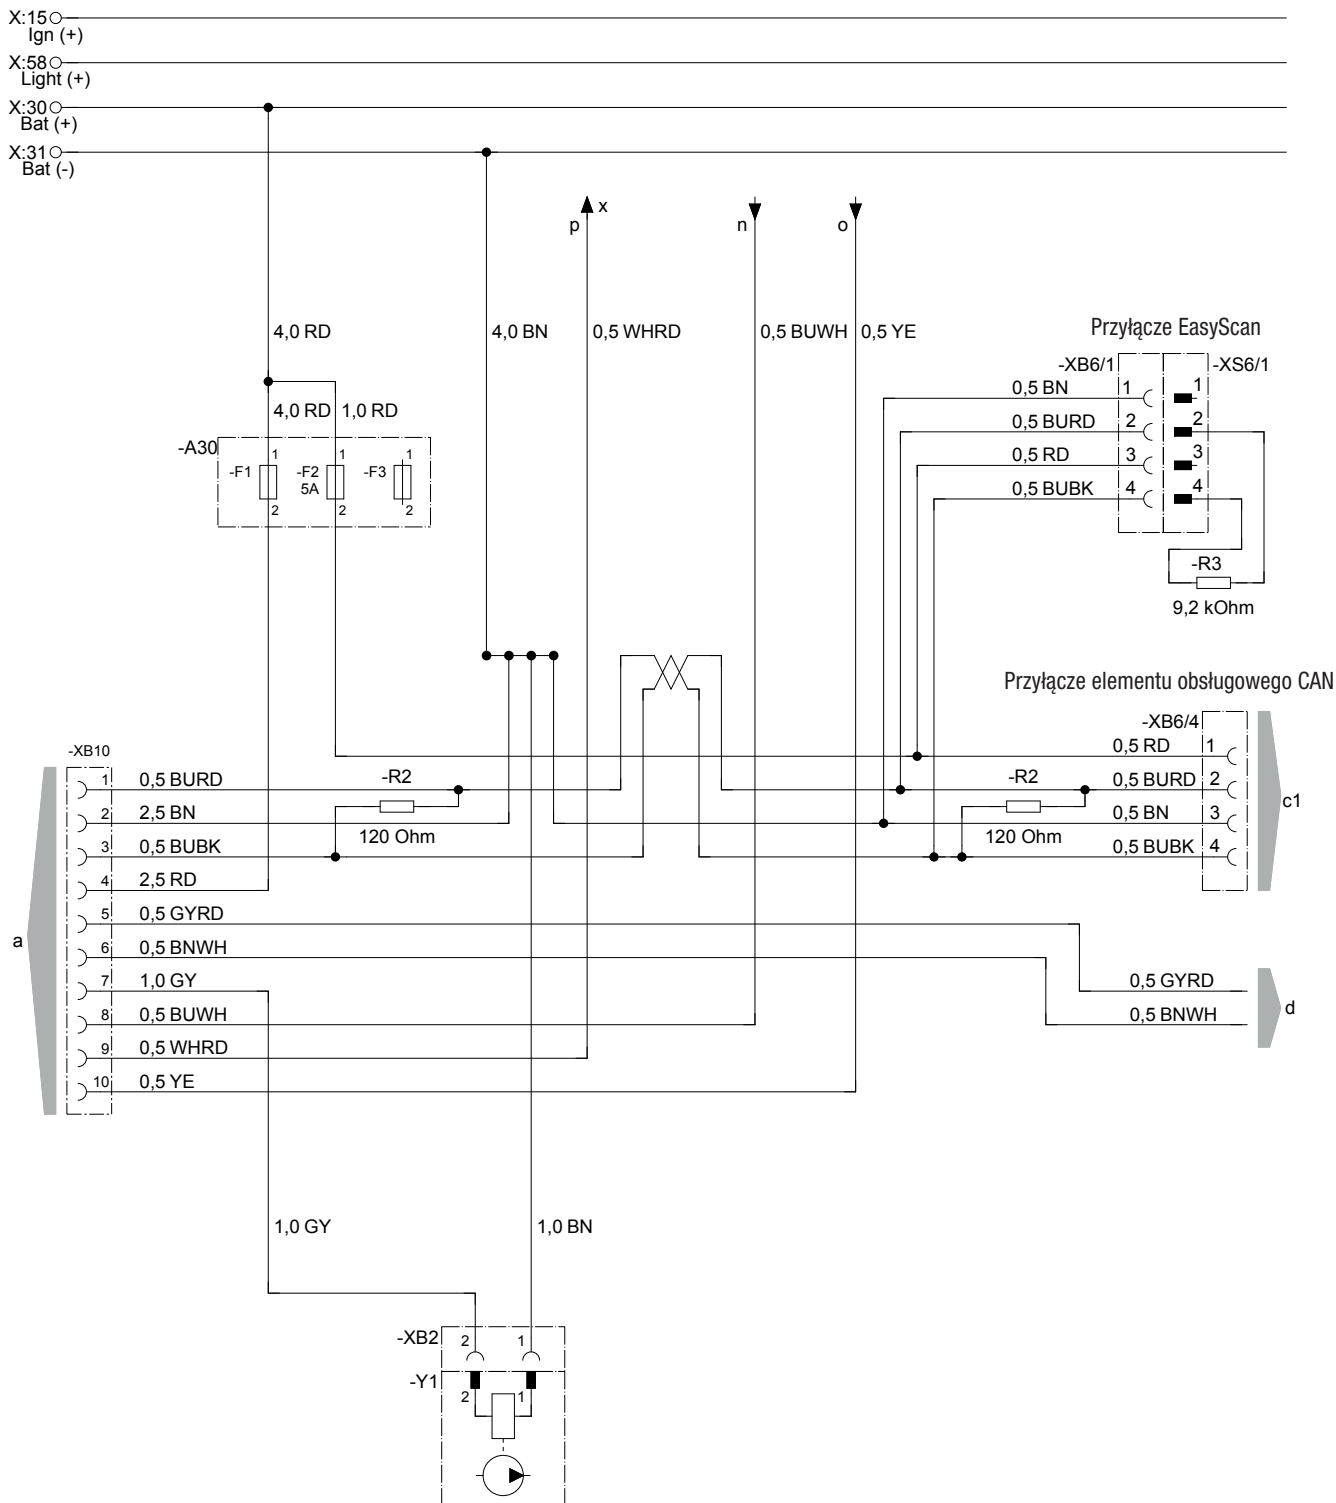 X:15
Ign (+)
X:58
Light (+)
X:30
Bat (+)
X:31
Bat (-)
p x n o
4,0 RD 4,0 BN 0,5 WHRD 0,5 BUWH 0,5 YE
Przyłącze EasyScan
-XB6/1 -XS6/1
0,5 BN 1 1
0,5 BURD 2 2
0,5 RD 3 3
0,5 BUBK 4 4
-R3
9,2 kOhm
4,0 RD 1,0 RD
-A30
1 1 1
-F1 -F2 -F3
5A
2 2 2
Przyłącze elementu obsługowego CAN
-XB6/4
0,5 RD 1
-R2 0,5 BURD 2
0,5 BN 3
120 Ohm 0,5 BUBK 4
c1
-XB10
1 0,5 BURD -R2
2 2,5 BN
120 Ohm
3 0,5 BUBK
4 2,5 RD
5 0,5 GYRD
a
6 0,5 BNWH
7 1,0 GY
8 0,5 BUWH
9 0,5 WHRD
10 0,5 YE
0,5 GYRD
0,5 BNWH
d
1,0 GY 1,0 BN
-XB2 2 1
-Y1
2 1